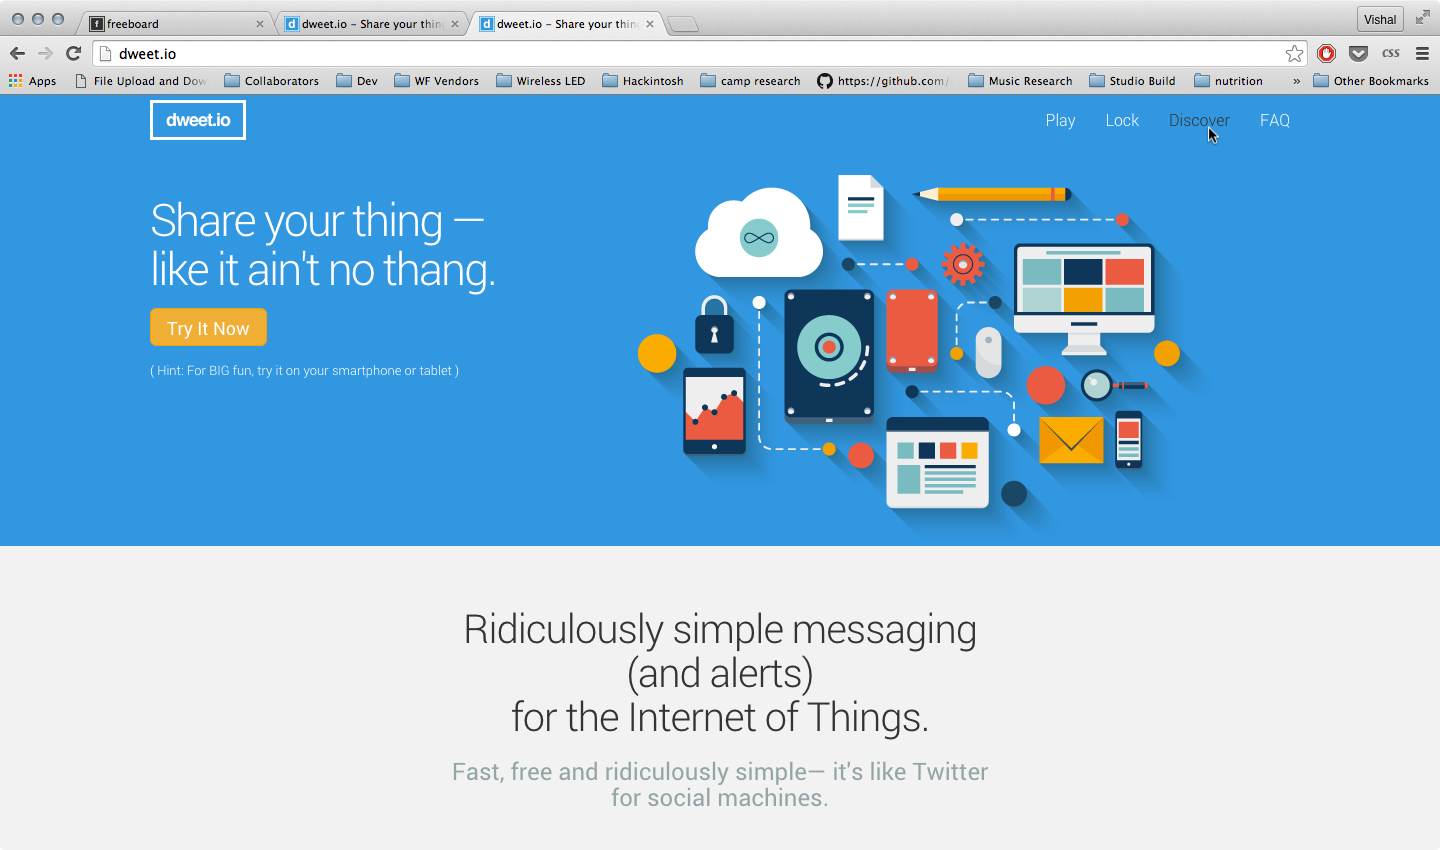 freeboard
dweet.io – Share your thin
dweet.io – Share your thin
Vishal
dweet.io
css
Apps
File Upload and Dow
Collaborators
Dev
WF Vendors
Wireless LED
Hackintosh
camp research
https://github.com/
Music Research
Studio Build
nutrition
»
Other Bookmarks
dweet.io
Play
Lock
Discover
FAQ
Share your thing —
like it ain't no thang.
Try It Now
( Hint: For BIG fun, try it on your smartphone or tablet )
Ridiculously simple messaging
(and alerts)
for the Internet of Things.
Fast, free and ridiculously simple— it's like Twitter
for social machines.